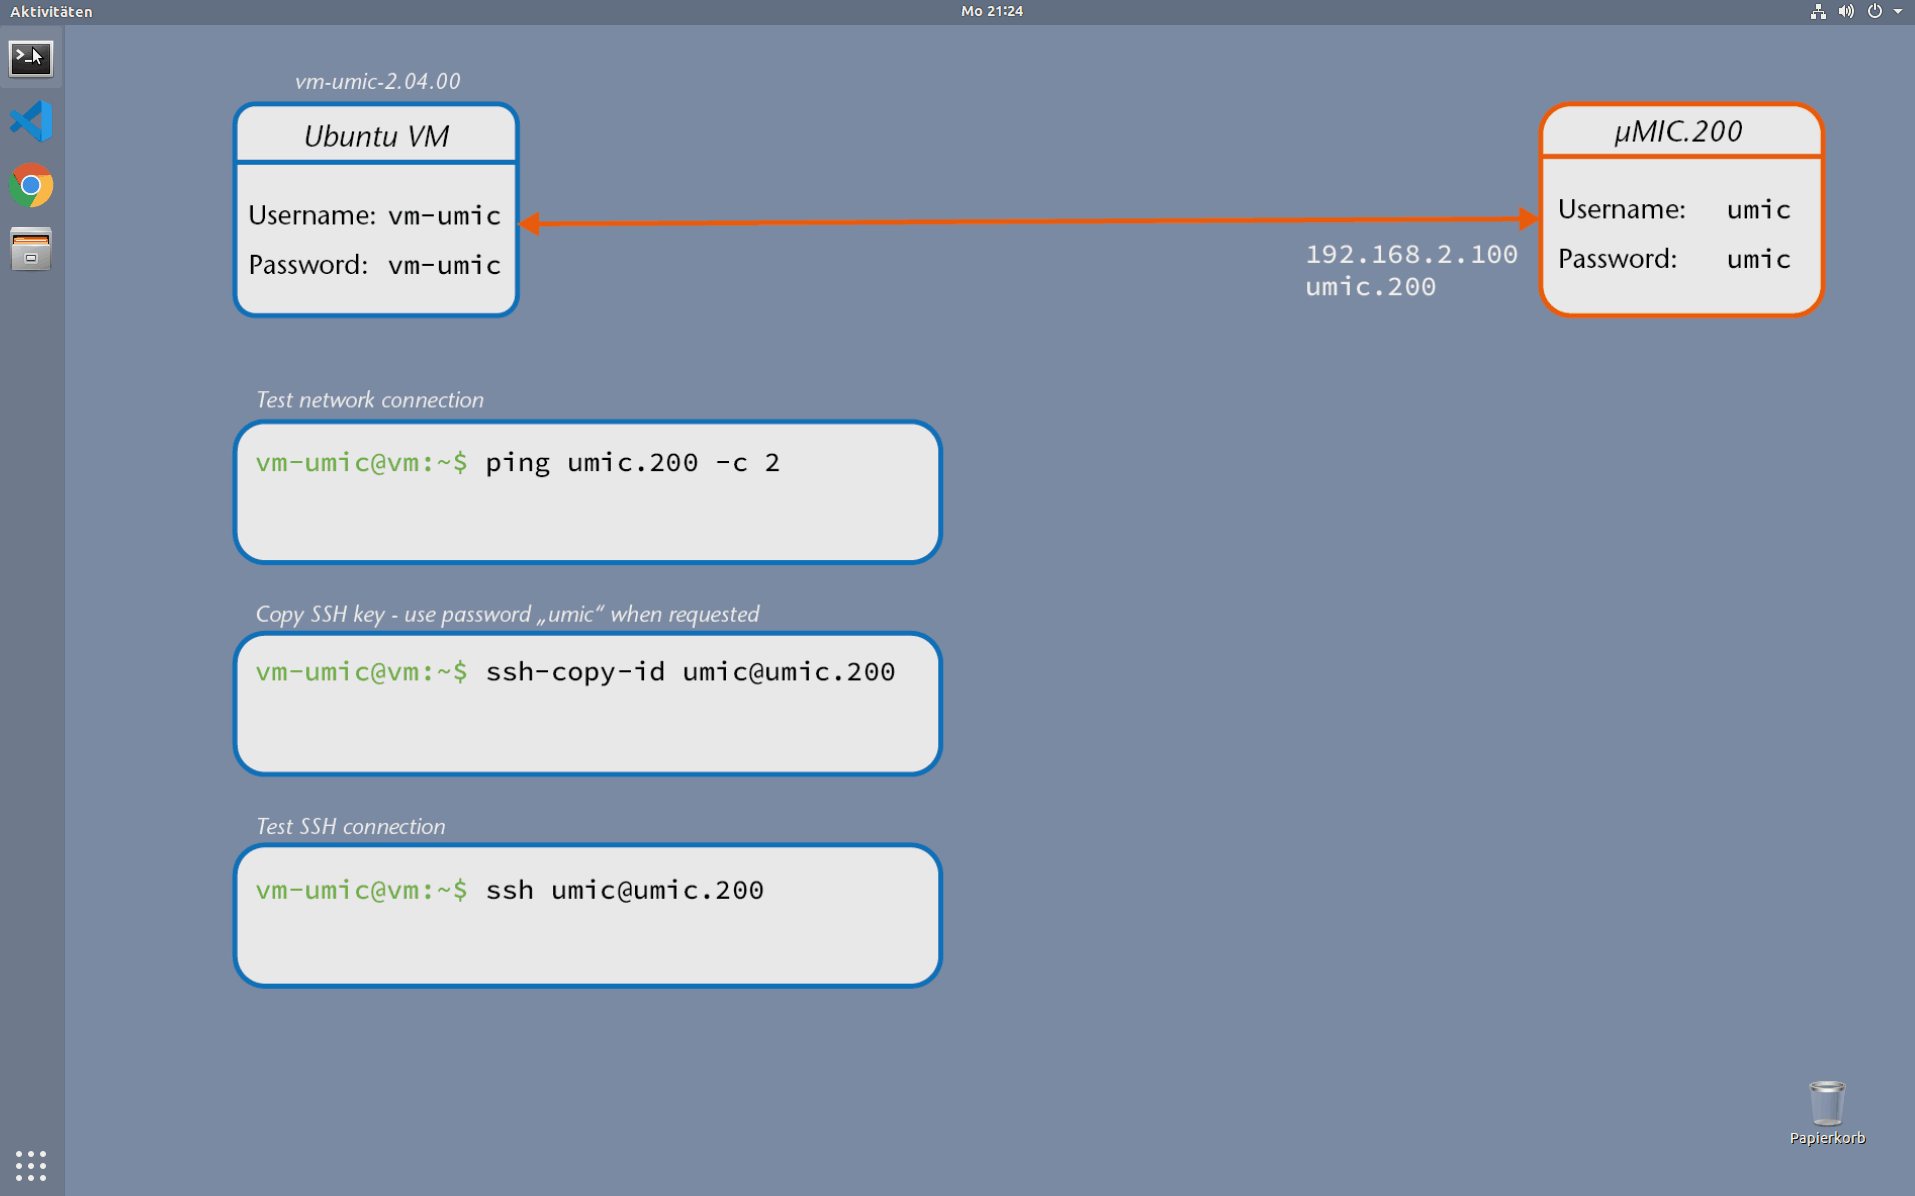 Aktivitäten
Mo 21:24
vm-umic-2.04.00
Ubuntu VM
Username: vm-umic
Password: vm-umic
µMIC.200
Username: umic
Password: umic
192.168.2.100
umic.200
Test network connection
vm-umic@vm:~$ ping umic.200 -c 2
Copy SSH key - use password „umic“ when requested
vm-umic@vm:~$ ssh-copy-id umic@umic.200
Test SSH connection
vm-umic@vm:~$ ssh umic@umic.200
Papierkorb